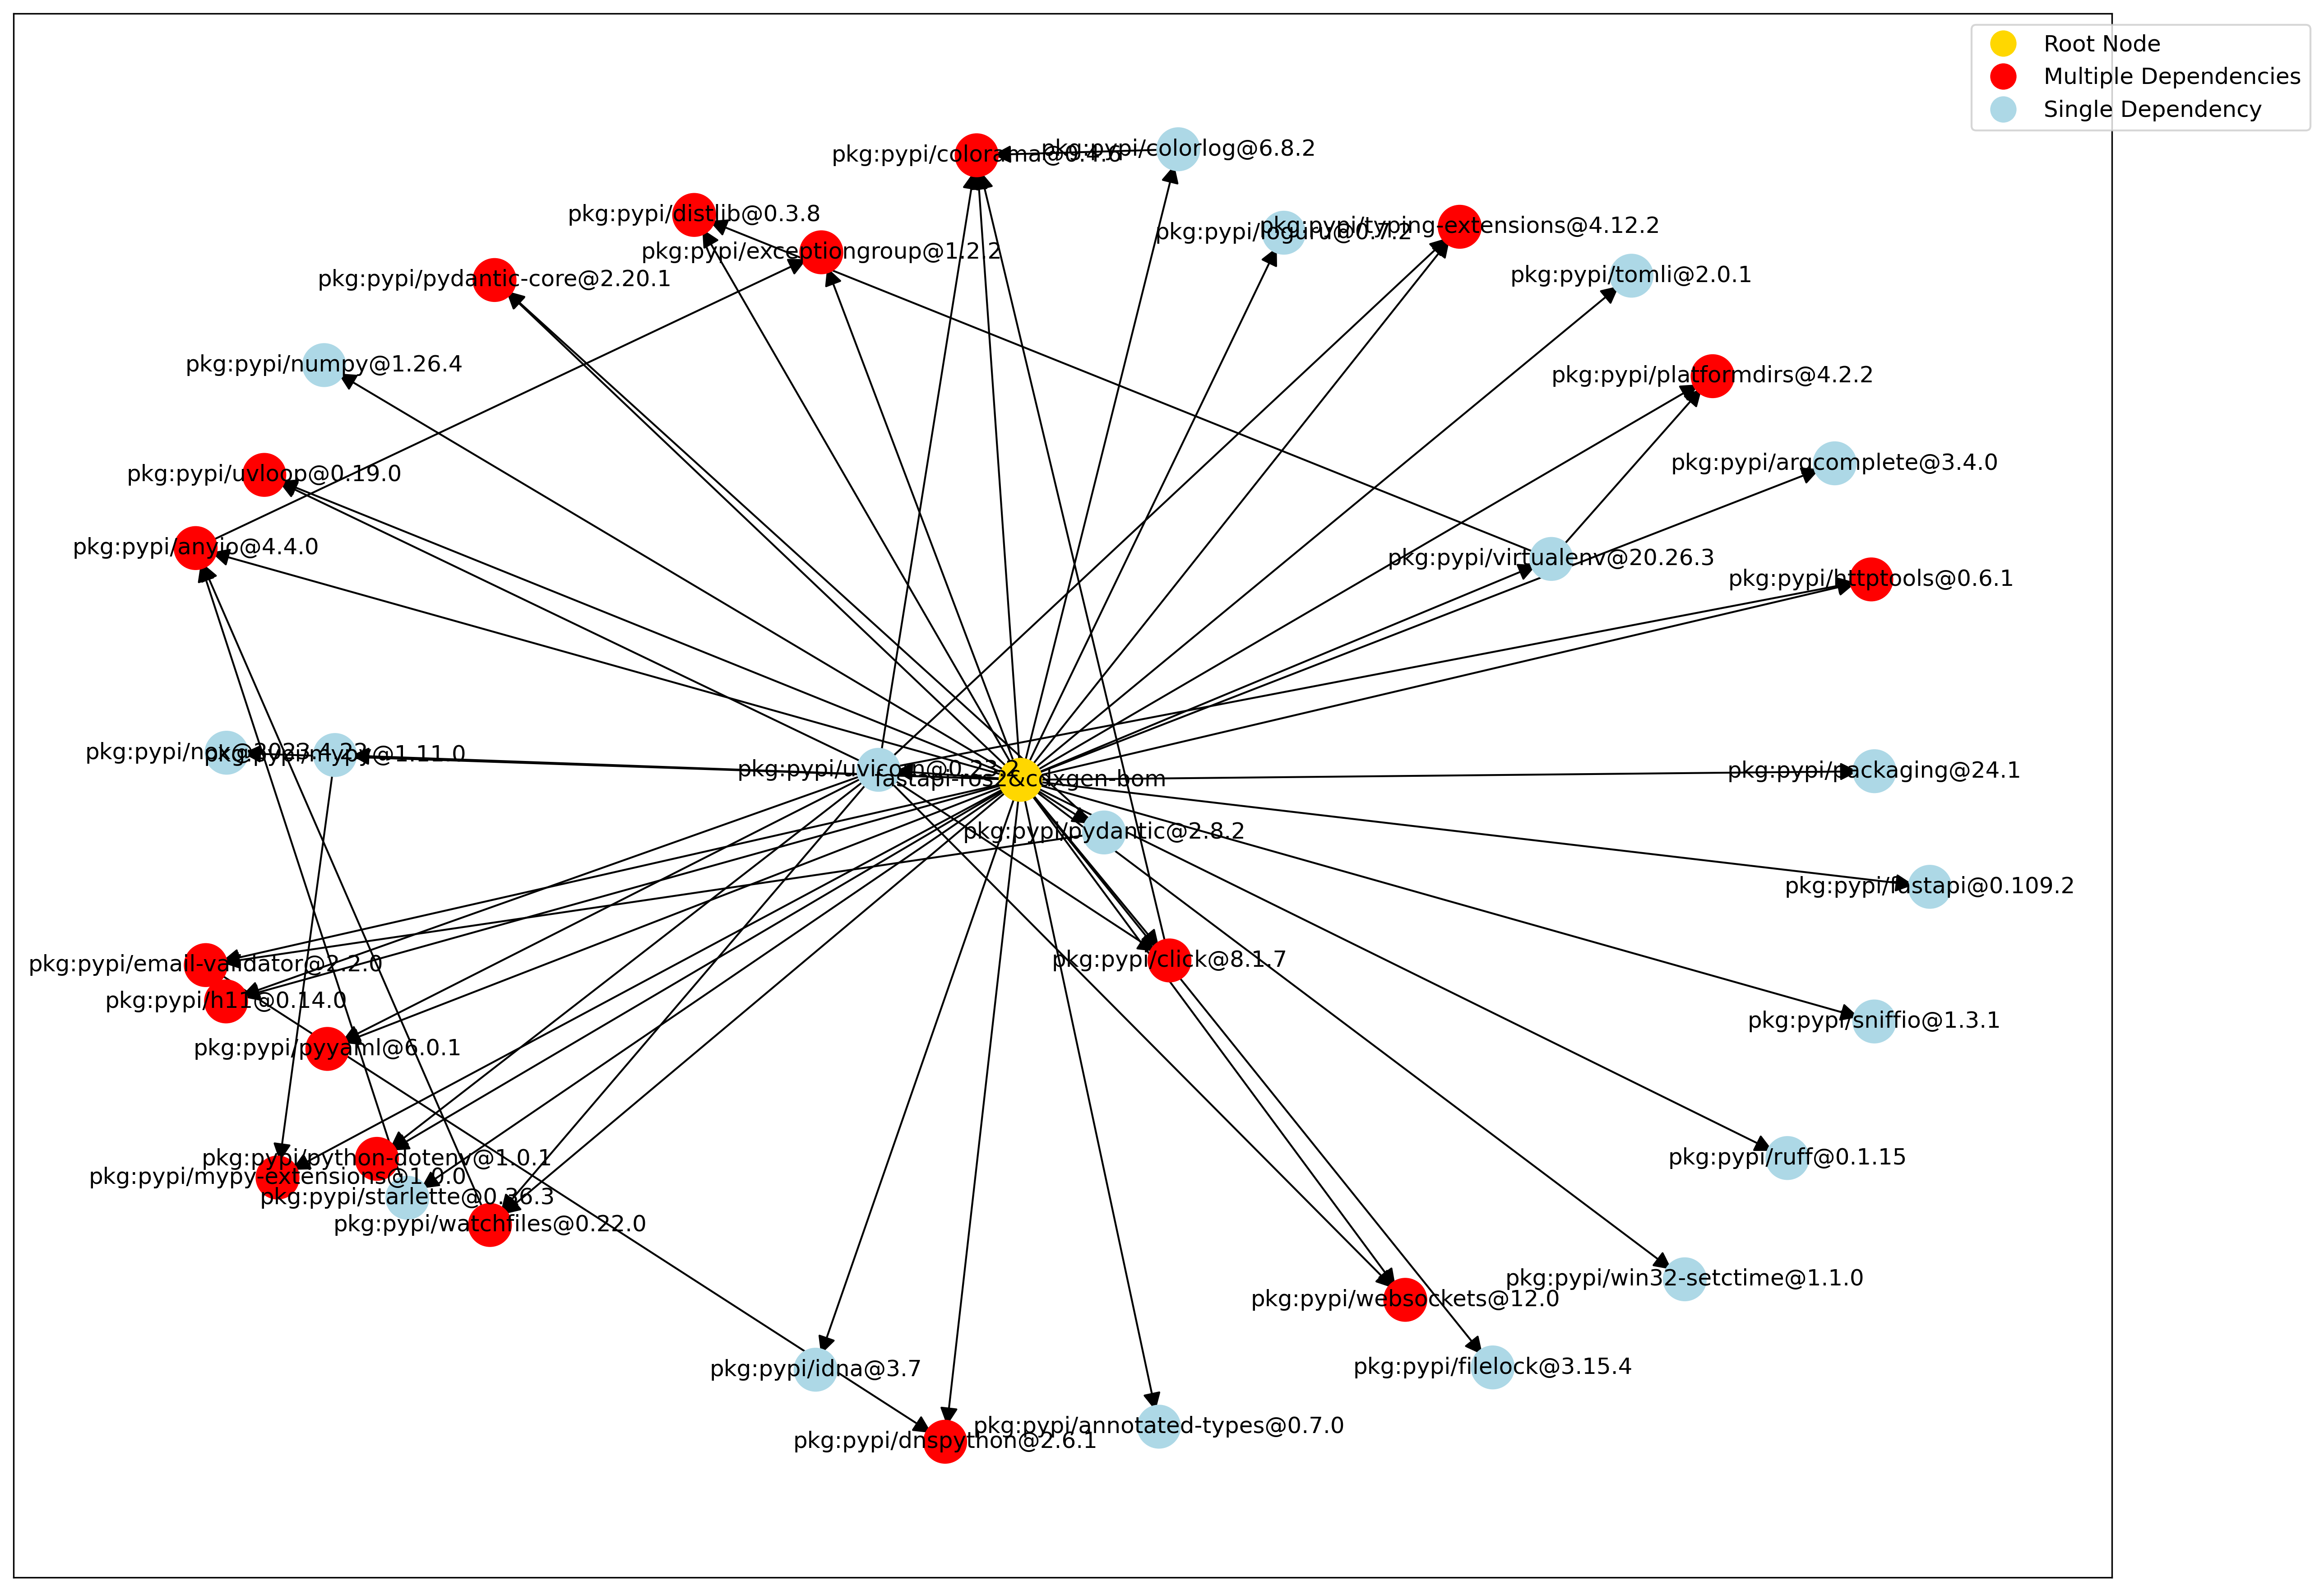 Root Node
Multiple Dependencies
Single Dependency
pkg:pypi/colorama@0.4.6
pkg:pypi/colorlog@6.8.2
pkg:pypi/distlib@0.3.8
pkg:pypi/exceptiongroup@1.2.2
pkg:pypi/loguru@0.7.2
pkg:pypi/typing-extensions@4.12.2
pkg:pypi/pydantic-core@2.20.1
pkg:pypi/tomli@2.0.1
pkg:pypi/numpy@1.26.4
pkg:pypi/platformdirs@4.2.2
pkg:pypi/uvloop@0.19.0
pkg:pypi/argcomplete@3.4.0
pkg:pypi/anyio@4.4.0
pkg:pypi/virtualenv@20.26.3
pkg:pypi/httptools@0.6.1
pkg:pypi/nox@2023.4.22
pkg:pypi/mypy@1.11.0
pkg:pypi/uvicorn@0.23.2
fastapi-ros2&cdxgen-bom
pkg:pypi/packaging@24.1
pkg:pypi/pydantic@2.8.2
pkg:pypi/fastapi@0.109.2
pkg:pypi/email-validator@2.2.0
pkg:pypi/click@8.1.7
pkg:pypi/h11@0.14.0
pkg:pypi/sniffio@1.3.1
pkg:pypi/pyyaml@6.0.1
pkg:pypi/python-dotenv@1.0.1
pkg:pypi/ruff@0.1.15
pkg:pypi/mypy-extensions@1.0.0
pkg:pypi/starlette@0.36.3
pkg:pypi/watchfiles@0.22.0
pkg:pypi/win32-setctime@1.1.0
pkg:pypi/websockets@12.0
pkg:pypi/idna@3.7
pkg:pypi/filelock@3.15.4
pkg:pypi/annotated-types@0.7.0
pkg:pypi/dnspython@2.6.1